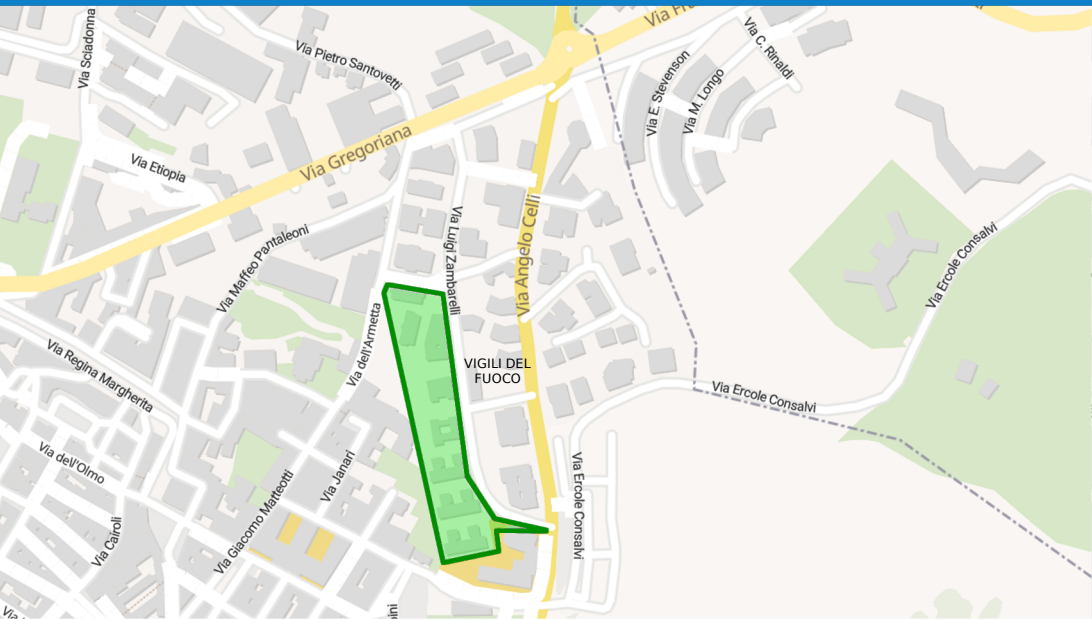 Via Fr
Via Sciadonna
Via Pietro Santovetti
Via C. Rinaldi
Via E. Stevenson
Via M. Longo
Via Gregoriana
Via Etiopia
Via Luigi Zambarelli
Via Angelo Celli
Via Maffeo Pantaleoni
Via Ercole Consalvi
Via dell'Armetta
VIGILI DEL
FUOCO
Via Regina Margherita
Via Ercole Consalvi
Via dell'Olmo
Via Janari
Via Giacomo Matteotti
Via Ercole Consalvi
Via Cairoli
Via
ini